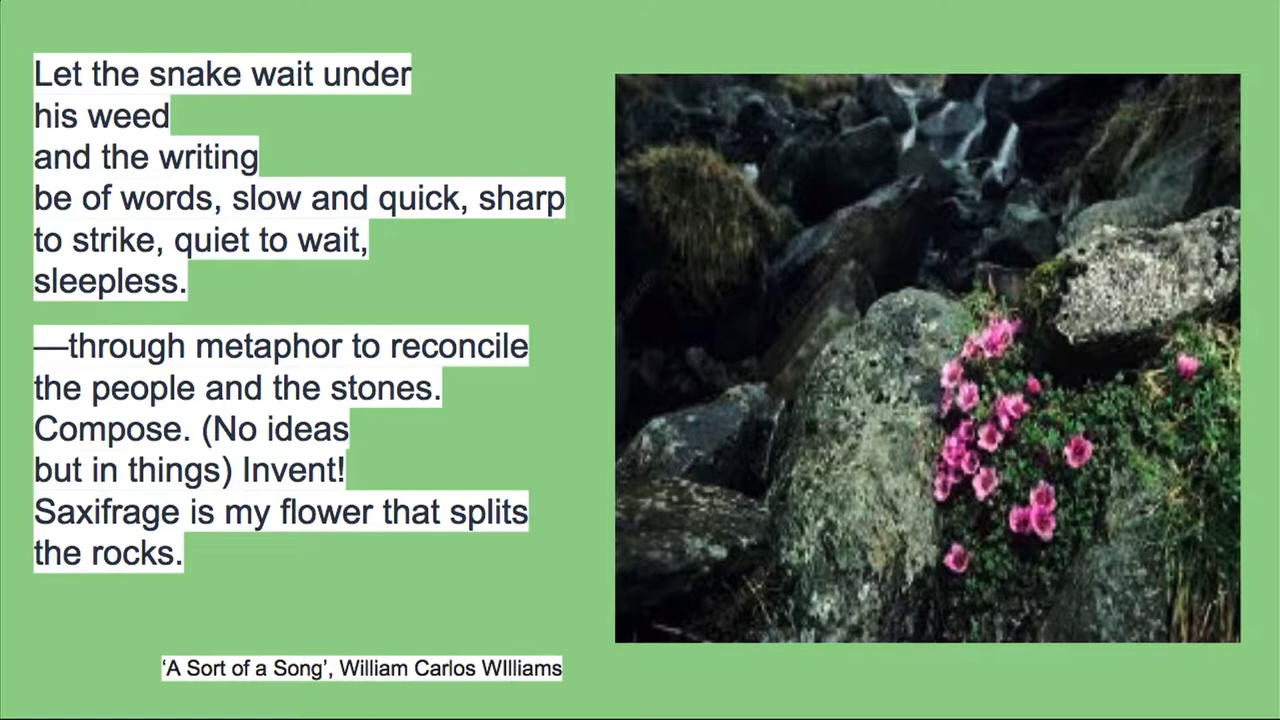 Let the snake wait under
his weed
and the writing
be of words, slow and quick, sharp
to strike, quiet to wait,
sleepless.
—through metaphor to reconcile
the people and the stones.
Compose. (No ideas
but in things) Invent!
Saxifrage is my flower that splits
the rocks.
‘A Sort of a Song’, William Carlos WIlliams